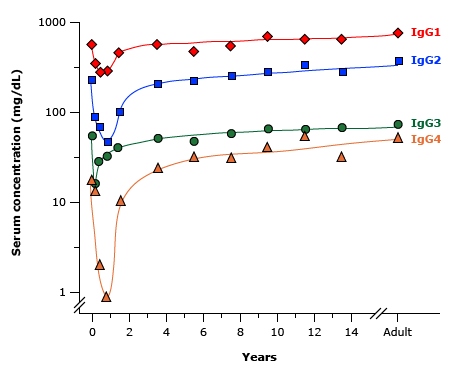 1000
100
10
1
Serum concentration (mg/dL)
IgG1
IgG2
IgG3
IgG4
0 2 4 6 8 10 12 14 Adult
Years